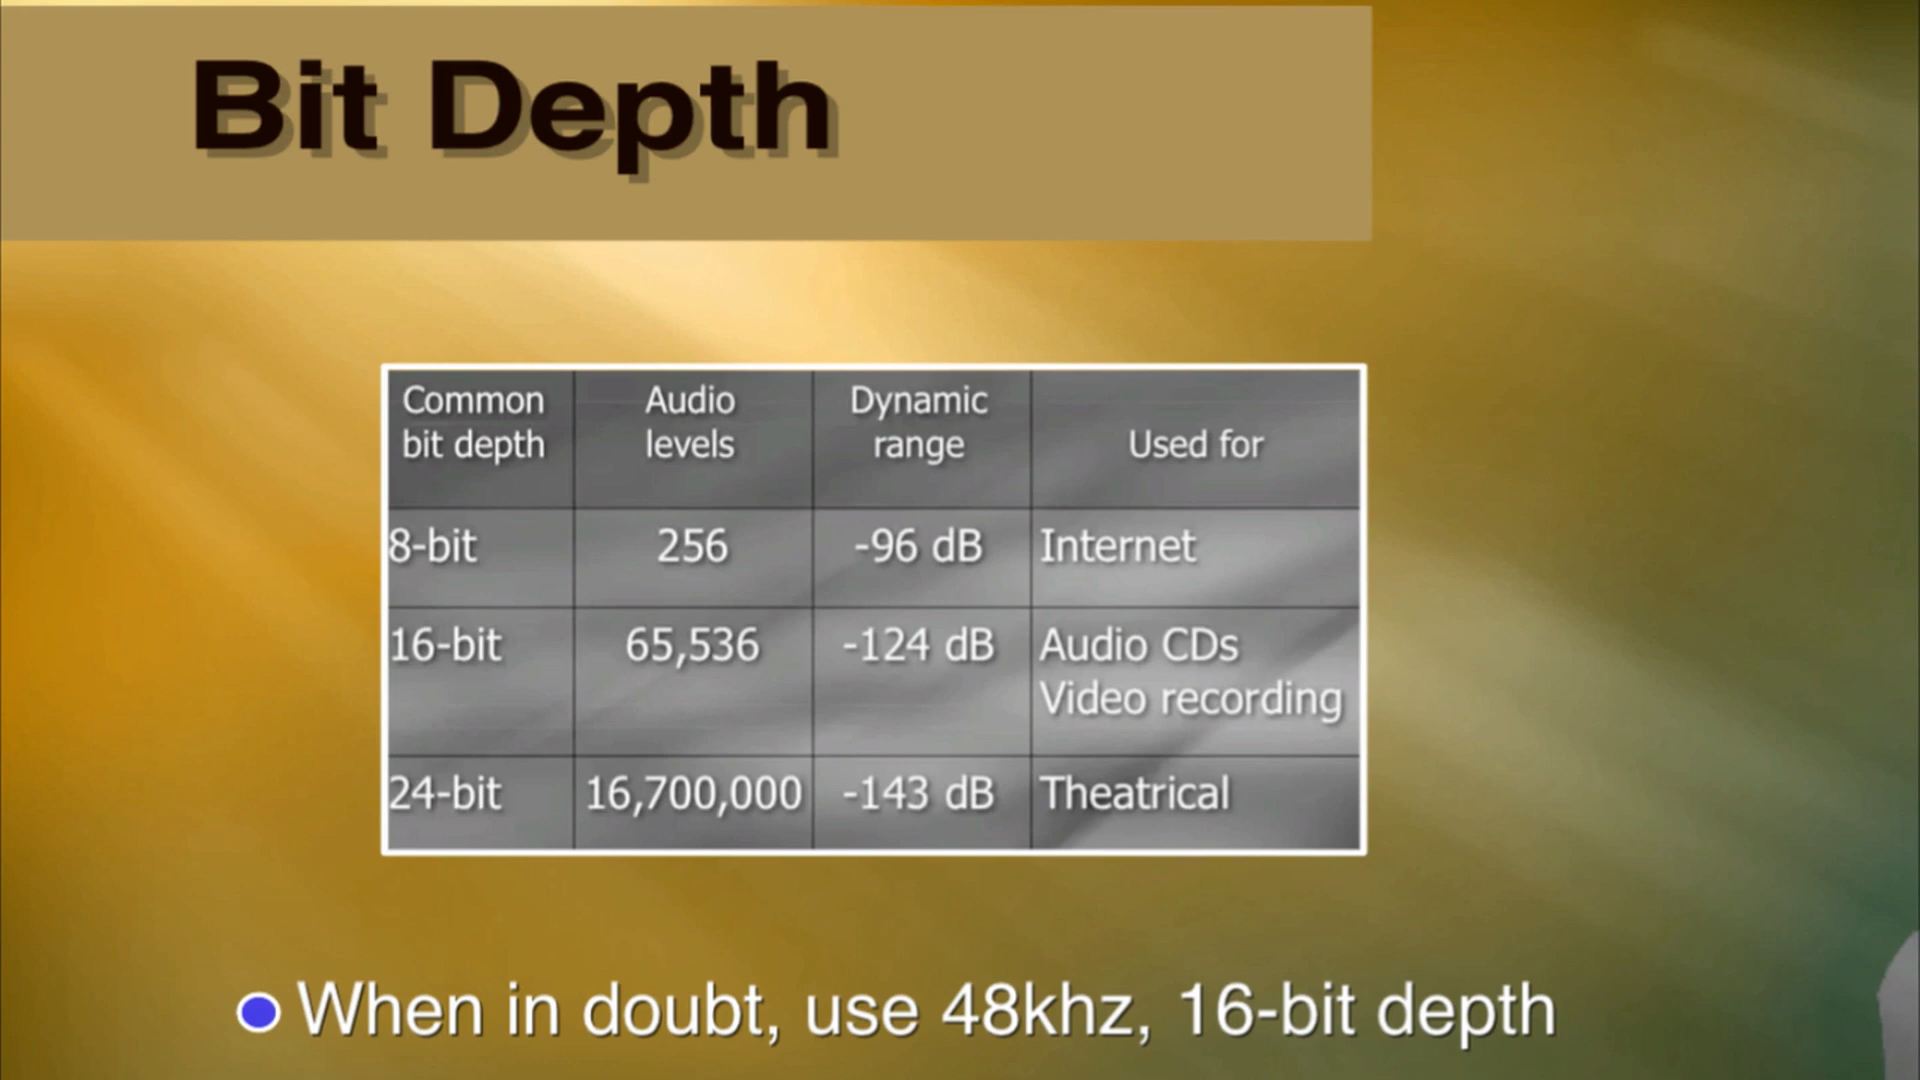 Bit Depth
Common bit depth Audio levels Dynamic range Used for
8-bit 256 -96 dB Internet
16-bit 65,536 -124 dB Audio CDs
Video recording
24-bit 16,700,000 -143 dB Theatrical
When in doubt, use 48khz, 16-bit depth